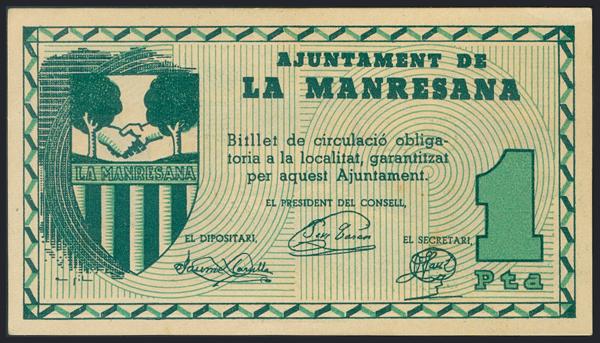 AJUNTAMENT DE
LA MANRESANA
Bitllet de circulació obliga-
toria a la localitat, garantitzat
per aquest Ajuntament.
LA MANRESANA
EL PRESIDENT DEL CONSELL,
EL DIPOSITARI,
EL SECRETARI,
1
Pta